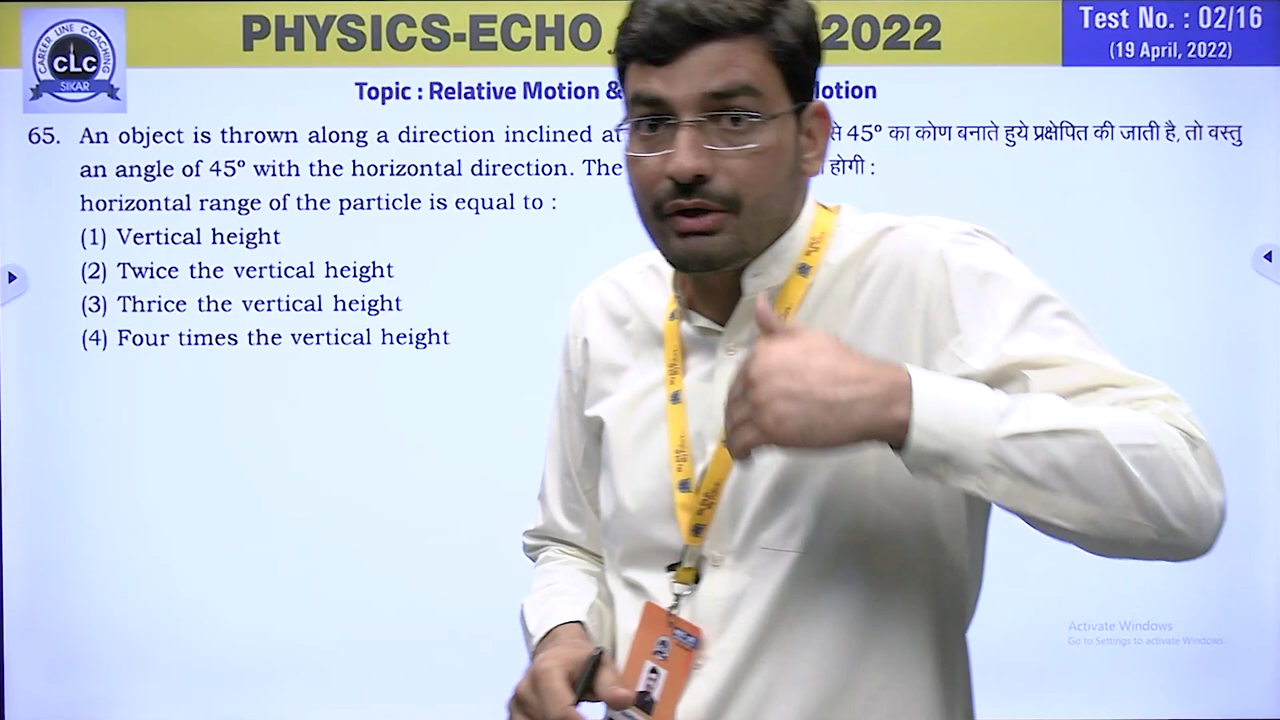 CAREER LINE COACHING
CLC
SIKAR
PHYSICS-ECHO 2022
Test No. : 02/16
(19 April, 2022)
Topic : Relative Motion &
65. An object is thrown along a direction inclined at
an angle of 45º with the horizontal direction. The
horizontal range of the particle is equal to :
(1) Vertical height
(2) Twice the vertical height
(3) Thrice the vertical height
(4) Four times the vertical height
से 45º का कोण बनाते हुये प्रक्षेपित की जाती है, तो वस्तु
होगी :
Activate Windows
Go to Settings to activate Windows.